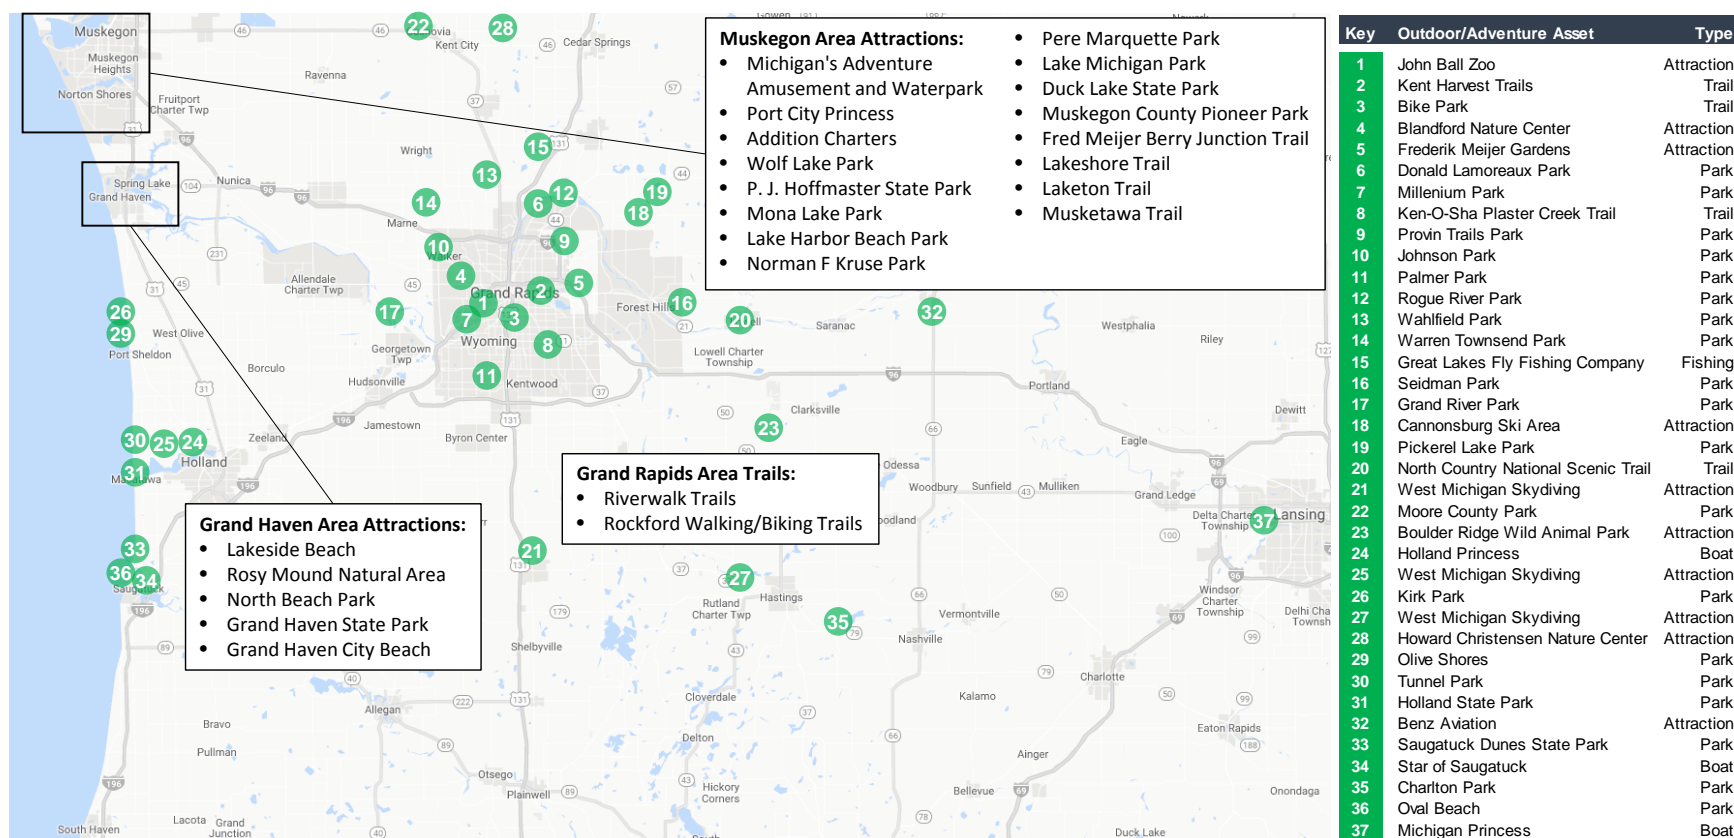 Muskegon
Muskegon
Heights
Norton Shores
Fruitport
Charter Twp
Ravenna
Kent City
Cedar Springs
Wright
Nunica
Spring Lake
Grand Haven
Marne
Walker
Allendale
Charter Twp
Grand Rapids
Forest Hills
Saranac
Westphalia
Riley
West Olive
Port Sheldon
Georgetown
Twp
Wyoming
Lowell Charter
Township
Borculo
Hudsonville
Kentwood
Portland
Clarksville
Dewitt
Jamestown
Byron Center
Zeeland
Holland
Macatawa
Eagle
Odessa
Woodbury
Sunfield
Mulliken
Grand Ledge
Delta Charter
Township
Lansing
Saugatuck
Rutland
Charter Twp
Hastings
Vermontville
Nashville
Windsor
Charter
Township
Delhi Cha
Townsh
Shelbyville
Charlotte
Kalamo
Eaton Rapids
Allegan
Cloverdale
Bravo
Pullman
Delton
Ainger
Otsego
Plainwell
Hickory
Corners
Bellevue
Onondaga
South Haven
Lacota
Grand
Junction
Duck Lake
Muskegon Area Attractions:
• Michigan's Adventure
Amusement and Waterpark
• Port City Princess
• Addition Charters
• Wolf Lake Park
• P. J. Hoffmaster State Park
• Mona Lake Park
• Lake Harbor Beach Park
• Norman F Kruse Park
• Pere Marquette Park
• Lake Michigan Park
• Duck Lake State Park
• Muskegon County Pioneer Park
• Fred Meijer Berry Junction Trail
• Lakeshore Trail
• Laketon Trail
• Musketawa Trail
Grand Rapids Area Trails:
• Riverwalk Trails
• Rockford Walking/Biking Trails
Grand Haven Area Attractions:
• Lakeside Beach
• Rosy Mound Natural Area
• North Beach Park
• Grand Haven State Park
• Grand Haven City Beach
Key Outdoor/Adventure Asset Type
1 John Ball Zoo Attraction
2 Kent Harvest Trails Trail
3 Bike Park Trail
4 Blandford Nature Center Attraction
5 Frederik Meijer Gardens Attraction
6 Donald Lamoreaux Park Park
7 Millenium Park Park
8 Ken-O-Sha Plaster Creek Trail Trail
9 Provin Trails Park Park
10 Johnson Park Park
11 Palmer Park Park
12 Rogue River Park Park
13 Wahlfield Park Park
14 Warren Townsend Park Park
15 Great Lakes Fly Fishing Company Fishing
16 Seidman Park Park
17 Grand River Park Park
18 Cannonsburg Ski Area Attraction
19 Pickerel Lake Park Park
20 North Country National Scenic Trail Trail
21 West Michigan Skydiving Attraction
22 Moore County Park Park
23 Boulder Ridge Wild Animal Park Attraction
24 Holland Princess Boat
25 West Michigan Skydiving Attraction
26 Kirk Park Park
27 West Michigan Skydiving Attraction
28 Howard Christensen Nature Center Attraction
29 Olive Shores Park
30 Tunnel Park Park
31 Holland State Park Park
32 Benz Aviation Attraction
33 Saugatuck Dunes State Park Park
34 Star of Saugatuck Boat
35 Charlton Park Park
36 Oval Beach Park
37 Michigan Princess Boat